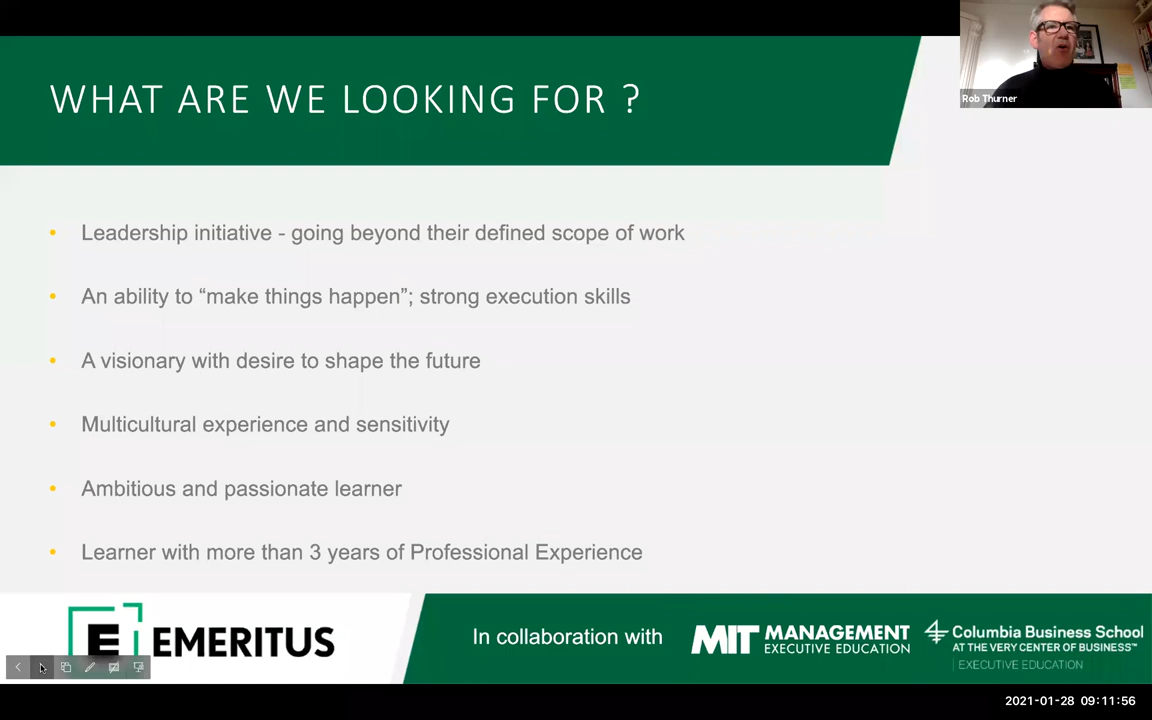 WHAT ARE WE LOOKING FOR ?
Rob Thurner
• Leadership initiative - going beyond their defined scope of work
• An ability to “make things happen”; strong execution skills
• A visionary with desire to shape the future
• Multicultural experience and sensitivity
• Ambitious and passionate learner
• Learner with more than 3 years of Professional Experience
E EMERITUS
In collaboration with
MIT MANAGEMENT
EXECUTIVE EDUCATION
Columbia Business School
AT THE VERY CENTER OF BUSINESS™
EXECUTIVE EDUCATION
2021-01-28 09:11:56